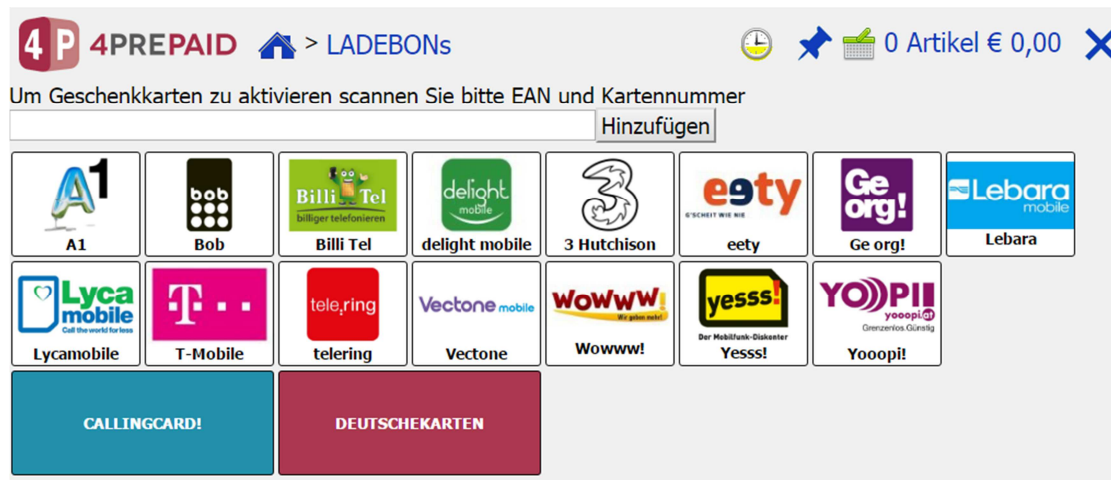 4P 4PREPAID > LADEBONs 0 Artikel € 0,00
Um Geschenkkarten zu aktivieren scannen Sie bitte EAN und Kartennummer
Hinzufügen
A1
A1
bob
Bob
Billi Tel
billiger telefonieren
Billi Tel
delight
mobile
delight mobile
3
3 Hutchison
eety
G'SCHEIT WIE NIE
eety
Ge
org!
Ge org!
Lebara
mobile
Lebara
Lyca
mobile
Call the world for less
Lycamobile
T
T-Mobile
tele.ring
telering
Vectone mobile
Vectone
WOWWW!
Wir geben mehr!
Wowww!
yesss!
Der Mobilfunk-Diskonter
Yesss!
YOOPI!
yooopi.at
Grenzenlos.Günstig
Yooopi!
CALLINGCARD!
DEUTSCHEKARTEN